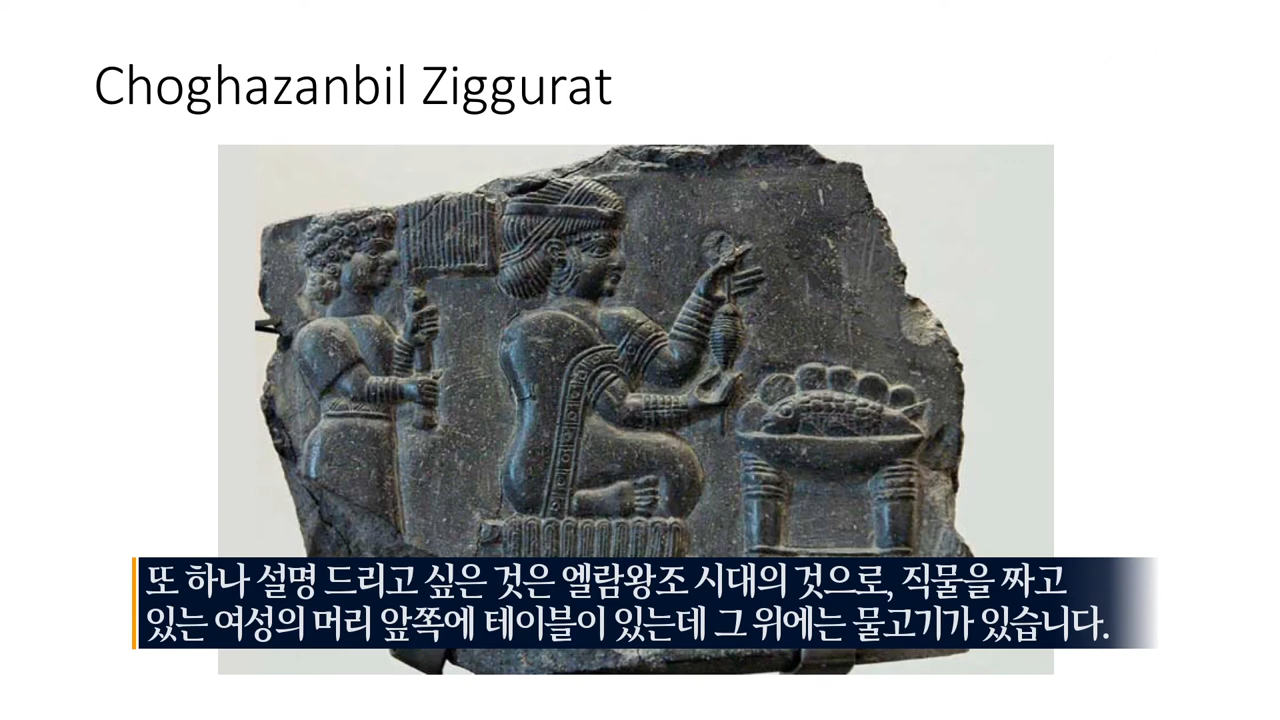 Choghazanbil Ziggurat
또 하나 설명 드리고 싶은 것은 엘람왕조 시대의 것으로, 직물을 짜고
있는 여성의 머리 앞쪽에 테이블이 있는데 그 위에는 물고기가 있습니다.